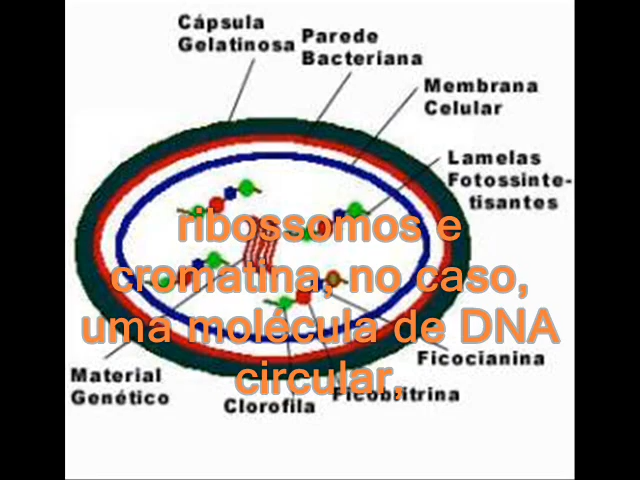 Cápsula
Gelatinosa
Parede
Bacteriana
Membrana
Celular
Lamelas
Fotossinte-
tisantes
ribossomos e
cromatina, no caso,
uma molécula de DNA
circular,
Ficocianina
Material
Genético
Clorofila